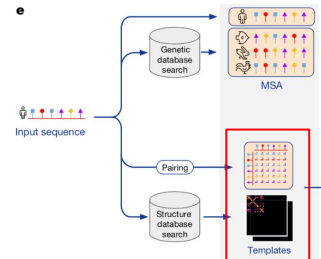 e
Genetic
database
search
MSA
Input sequence
Pairing
Structure
database
search
Templates